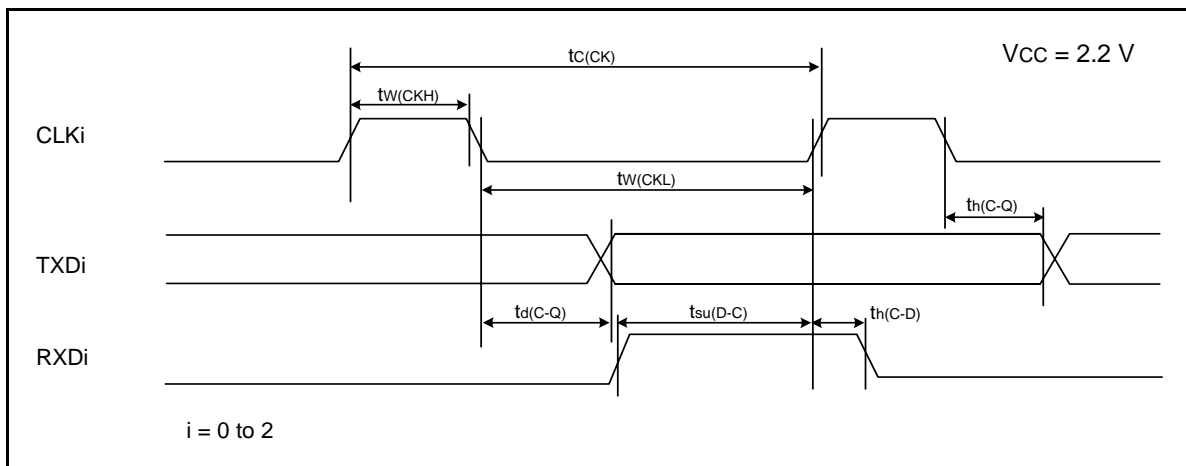 tC(CK)
VCC = 2.2 V
tW(CKH)
CLKi
tW(CKL)
th(C-Q)
TXDi
td(C-Q)
tsu(D-C)
th(C-D)
RXDi
i = 0 to 2